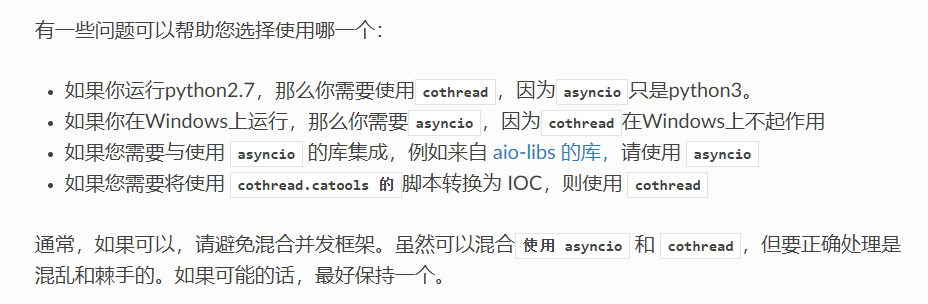 有一些问题可以帮助您选择使用哪一个：
• 如果你运行python2.7，那么你需要使用 cothread ，因为 asyncio 只是python3。
• 如果你在Windows上运行，那么你需要 asyncio ，因为 cothread 在Windows上不起作用
• 如果您需要与使用 asyncio 的库集成，例如来自 aio-libs 的库，请使用 asyncio
• 如果您需要将使用 cothread.catools 的 脚本转换为 IOC，则使用 cothread
通常，如果可以，请避免混合并发框架。虽然可以混合 使用 asyncio 和 cothread ，但要正确处理是
混乱和棘手的。如果可能的话，最好保持一个。